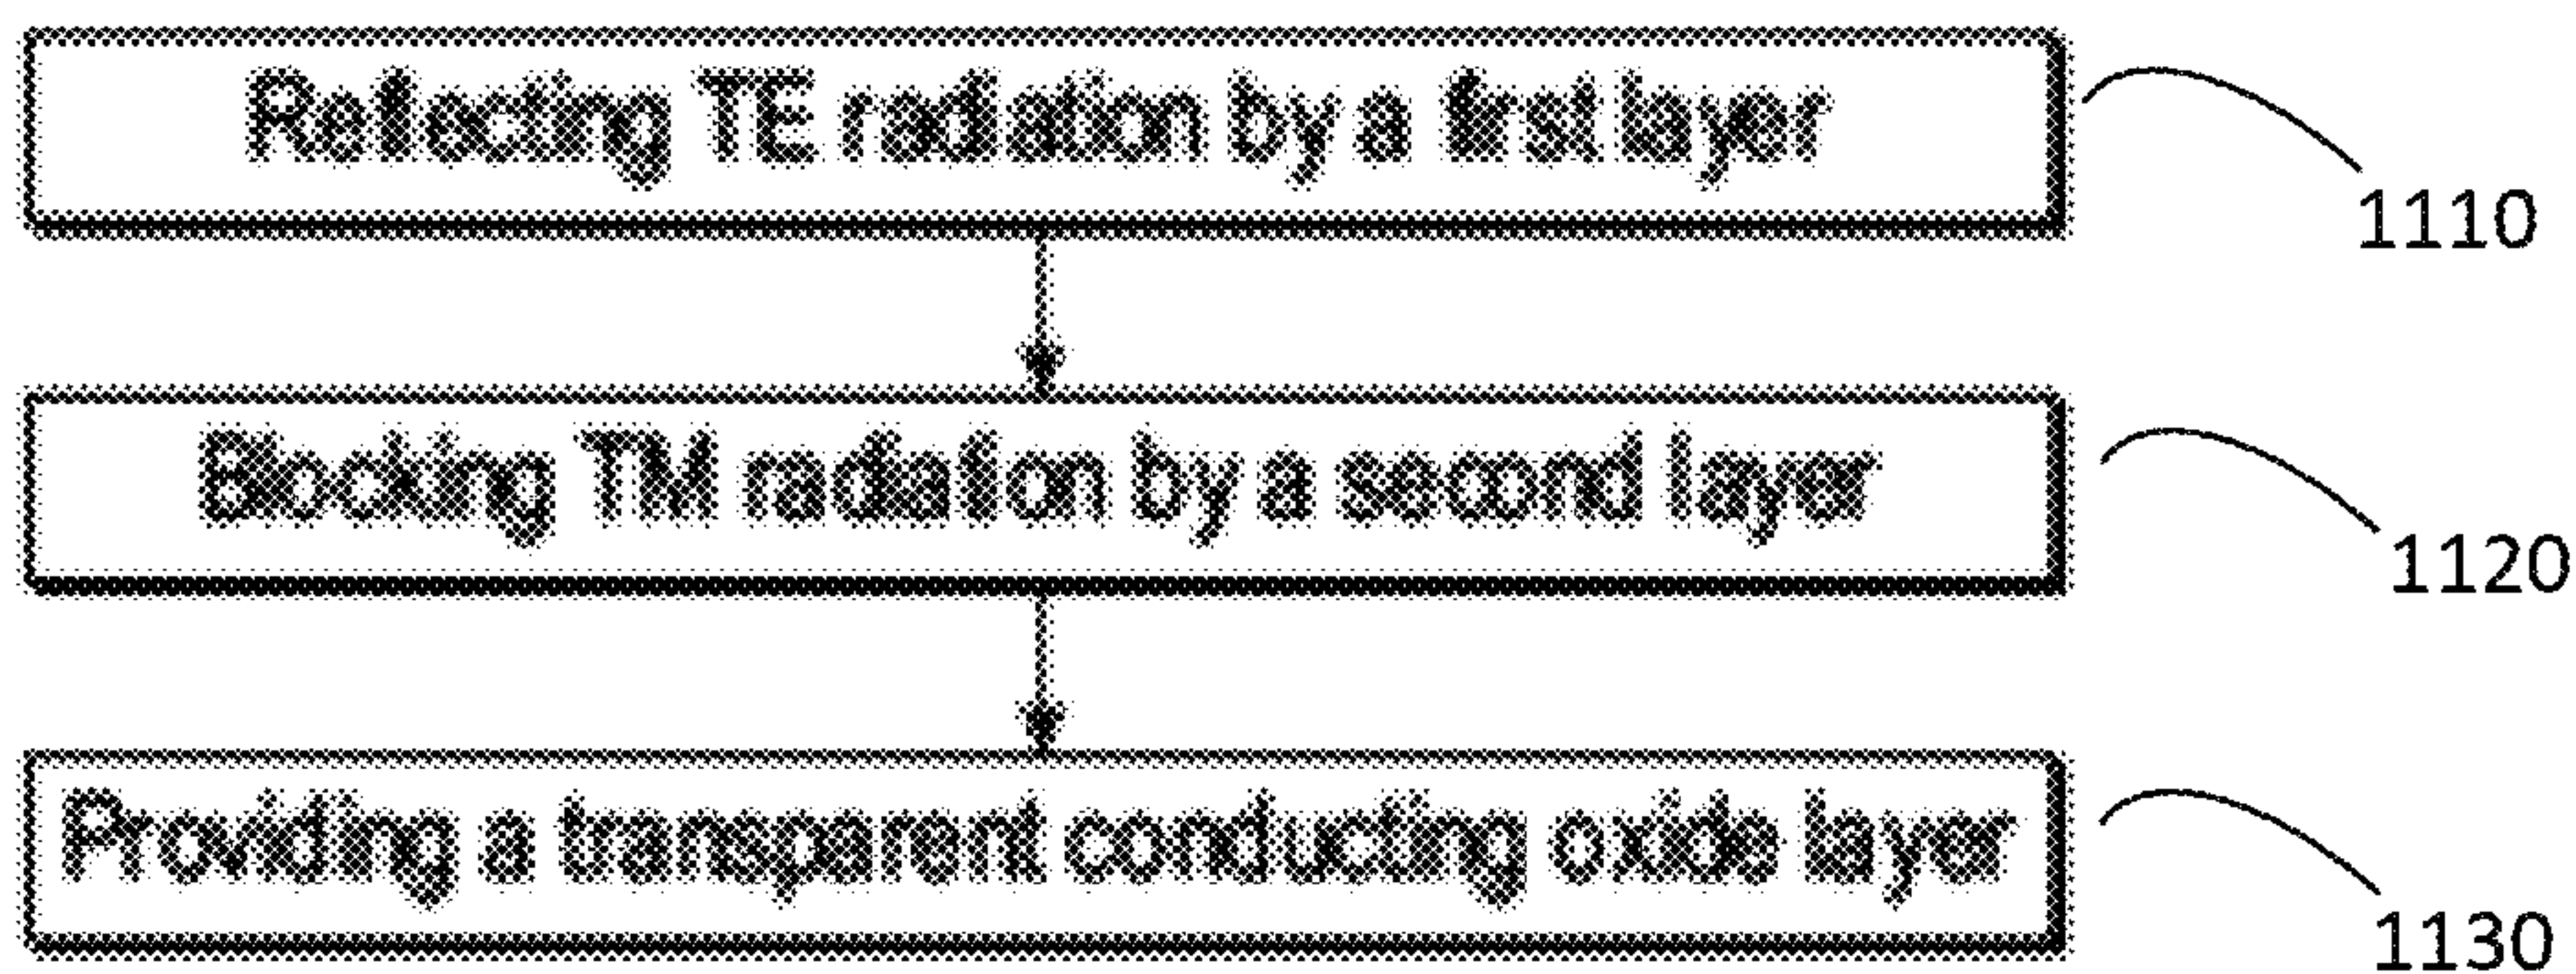 Reflecting TE radiation by a first layer
1110
Blocking TM radiation by a second layer
1120
Providing a transparent conducting oxide layer
1130